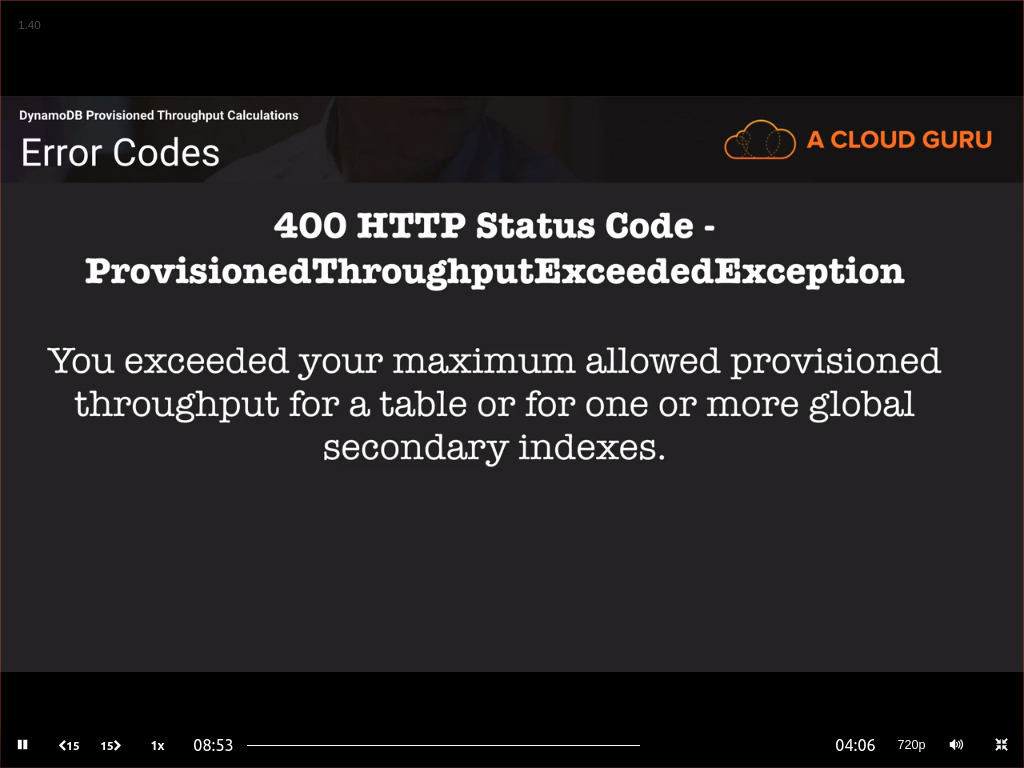 1.40
DynamoDB Provisioned Throughput Calculations
Error Codes
A CLOUD GURU
400 HTTP Status Code -
ProvisionedThroughputExceededException
You exceeded your maximum allowed provisioned
throughput for a table or for one or more global
secondary indexes.
15 15 1x 08:53 04:06 720p